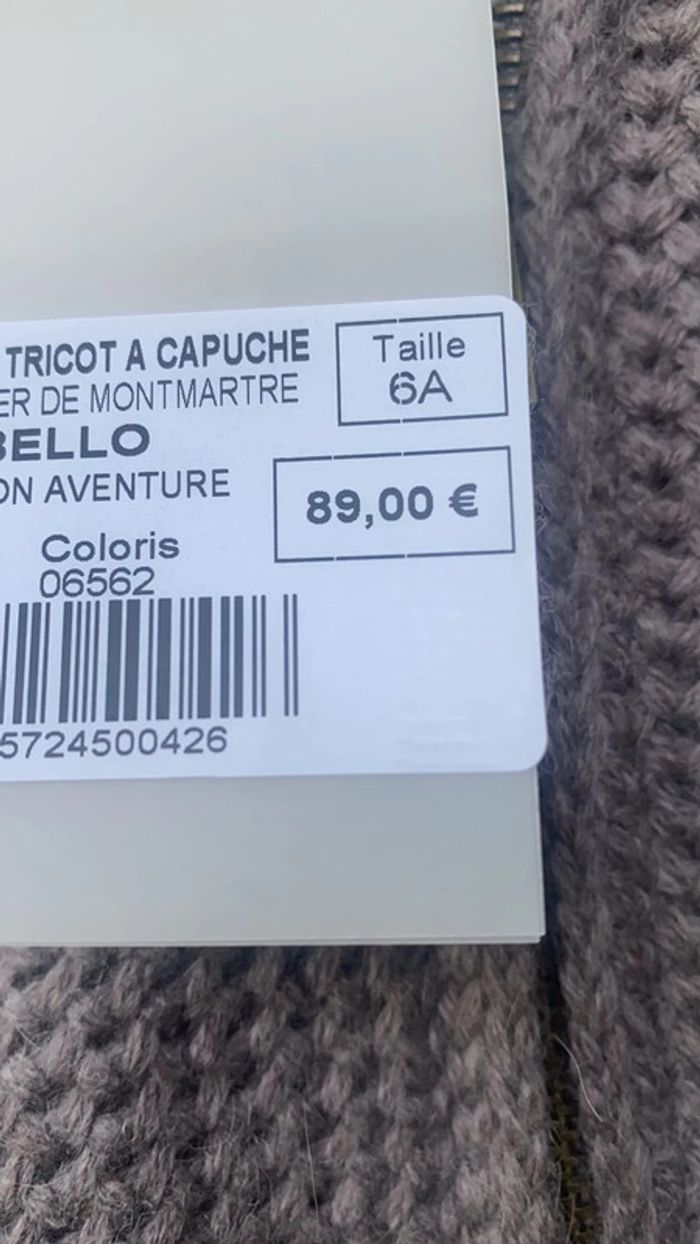 TRICOT A CAPUCHE
ER DE MONTMARTRE
BELLO
ON AVENTURE
Taille
6A
89,00 €
Coloris
06562
5724500426